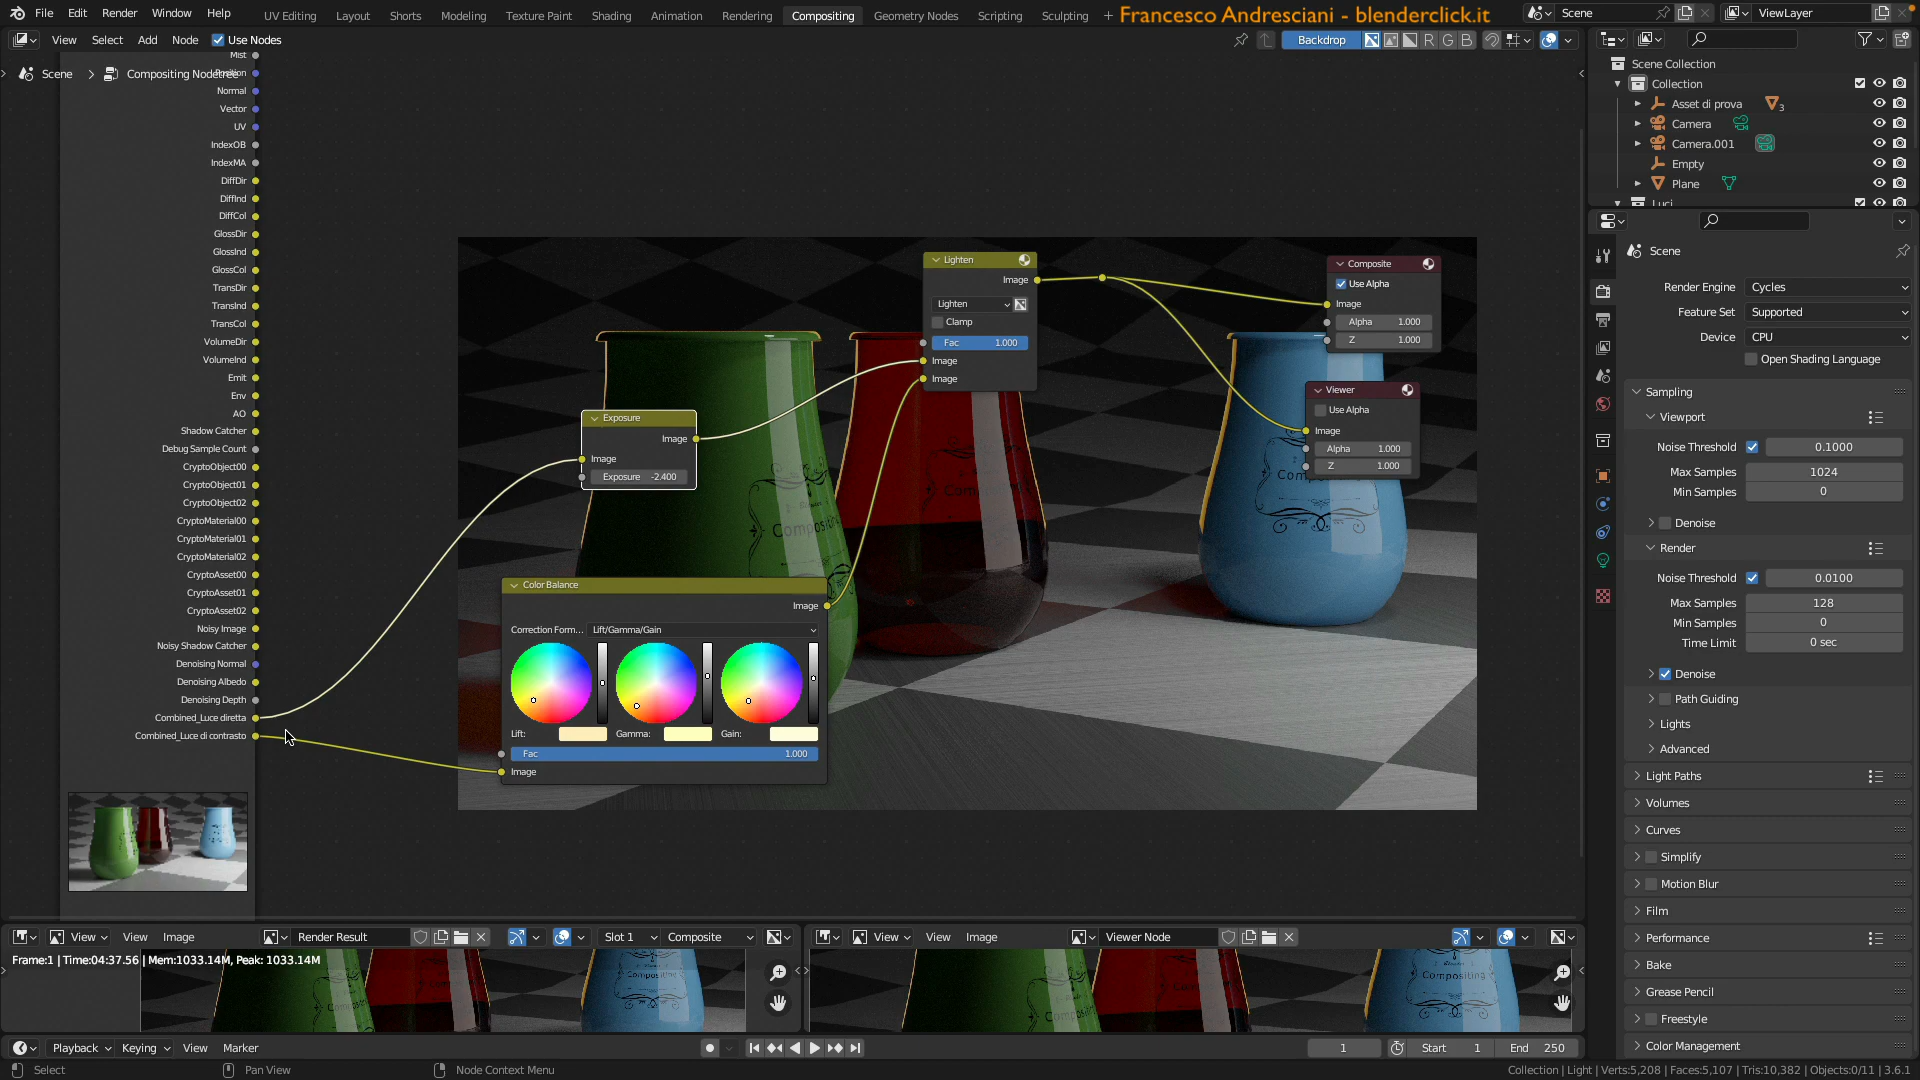 File Edit Render Window Help
UV Editing Layout Shorts Modeling Texture Paint Shading Animation Rendering Compositing Geometry Nodes Scripting Sculpting +
Francesco Andresciani - blenderclick.it
Scene
ViewLayer
View Select Add Node Use Nodes
Backdrop
R G B
Scene > Compositing Nodetree
Mist
Position
Normal
Vector
UV
IndexOB
IndexMA
DiffDir
DiffInd
DiffCol
GlossDir
GlossInd
GlossCol
TransDir
TransInd
TransCol
VolumeDir
VolumeInd
Emit
Env
AO
Shadow Catcher
Debug Sample Count
CryptoObject00
CryptoObject01
CryptoObject02
CryptoMaterial00
CryptoMaterial01
CryptoMaterial02
CryptoAsset00
CryptoAsset01
CryptoAsset02
Noisy Image
Noisy Shadow Catcher
Denoising Normal
Denoising Albedo
Denoising Depth
Combined_Luce diretta
Combined_Luce di contrasto
Exposure
Image
Image
Exposure -2.400
Lighten
Image
Lighten
Clamp
Fac 1.000
Image
Image
Composite
Use Alpha
Image
Alpha 1.000
Z 1.000
Viewer
Use Alpha
Image
Alpha 1.000
Z 1.000
Color Balance
Image
Correction Form... Lift/Gamma/Gain
Lift: Gamma: Gain:
Fac 1.000
Image
Scene Collection
Collection
Asset di prova 3
Camera
Camera.001
Empty
Plane
Luci
Scene
Render Engine Cycles
Feature Set Supported
Device CPU
Open Shading Language
Sampling
Viewport
Noise Threshold 0.1000
Max Samples 1024
Min Samples 0
Denoise
Render
Noise Threshold 0.0100
Max Samples 128
Min Samples 0
Time Limit 0 sec
Denoise
Path Guiding
Lights
Advanced
Light Paths
Volumes
Curves
Simplify
Motion Blur
Film
Performance
Bake
Grease Pencil
Freestyle
Color Management
View View Image Render Result Slot 1 Composite
Frame:1 | Time:04:37.56 | Mem:1033.14M, Peak: 1033.14M
View View Image Viewer Node
Compositing
Compositing
Playback Keying View Marker
1 Start 1 End 250
Select Pan View Node Context Menu
Collection | Light | Verts:5,208 | Faces:5,107 | Tris:10,382 | Objects:0/11 | 3.6.1